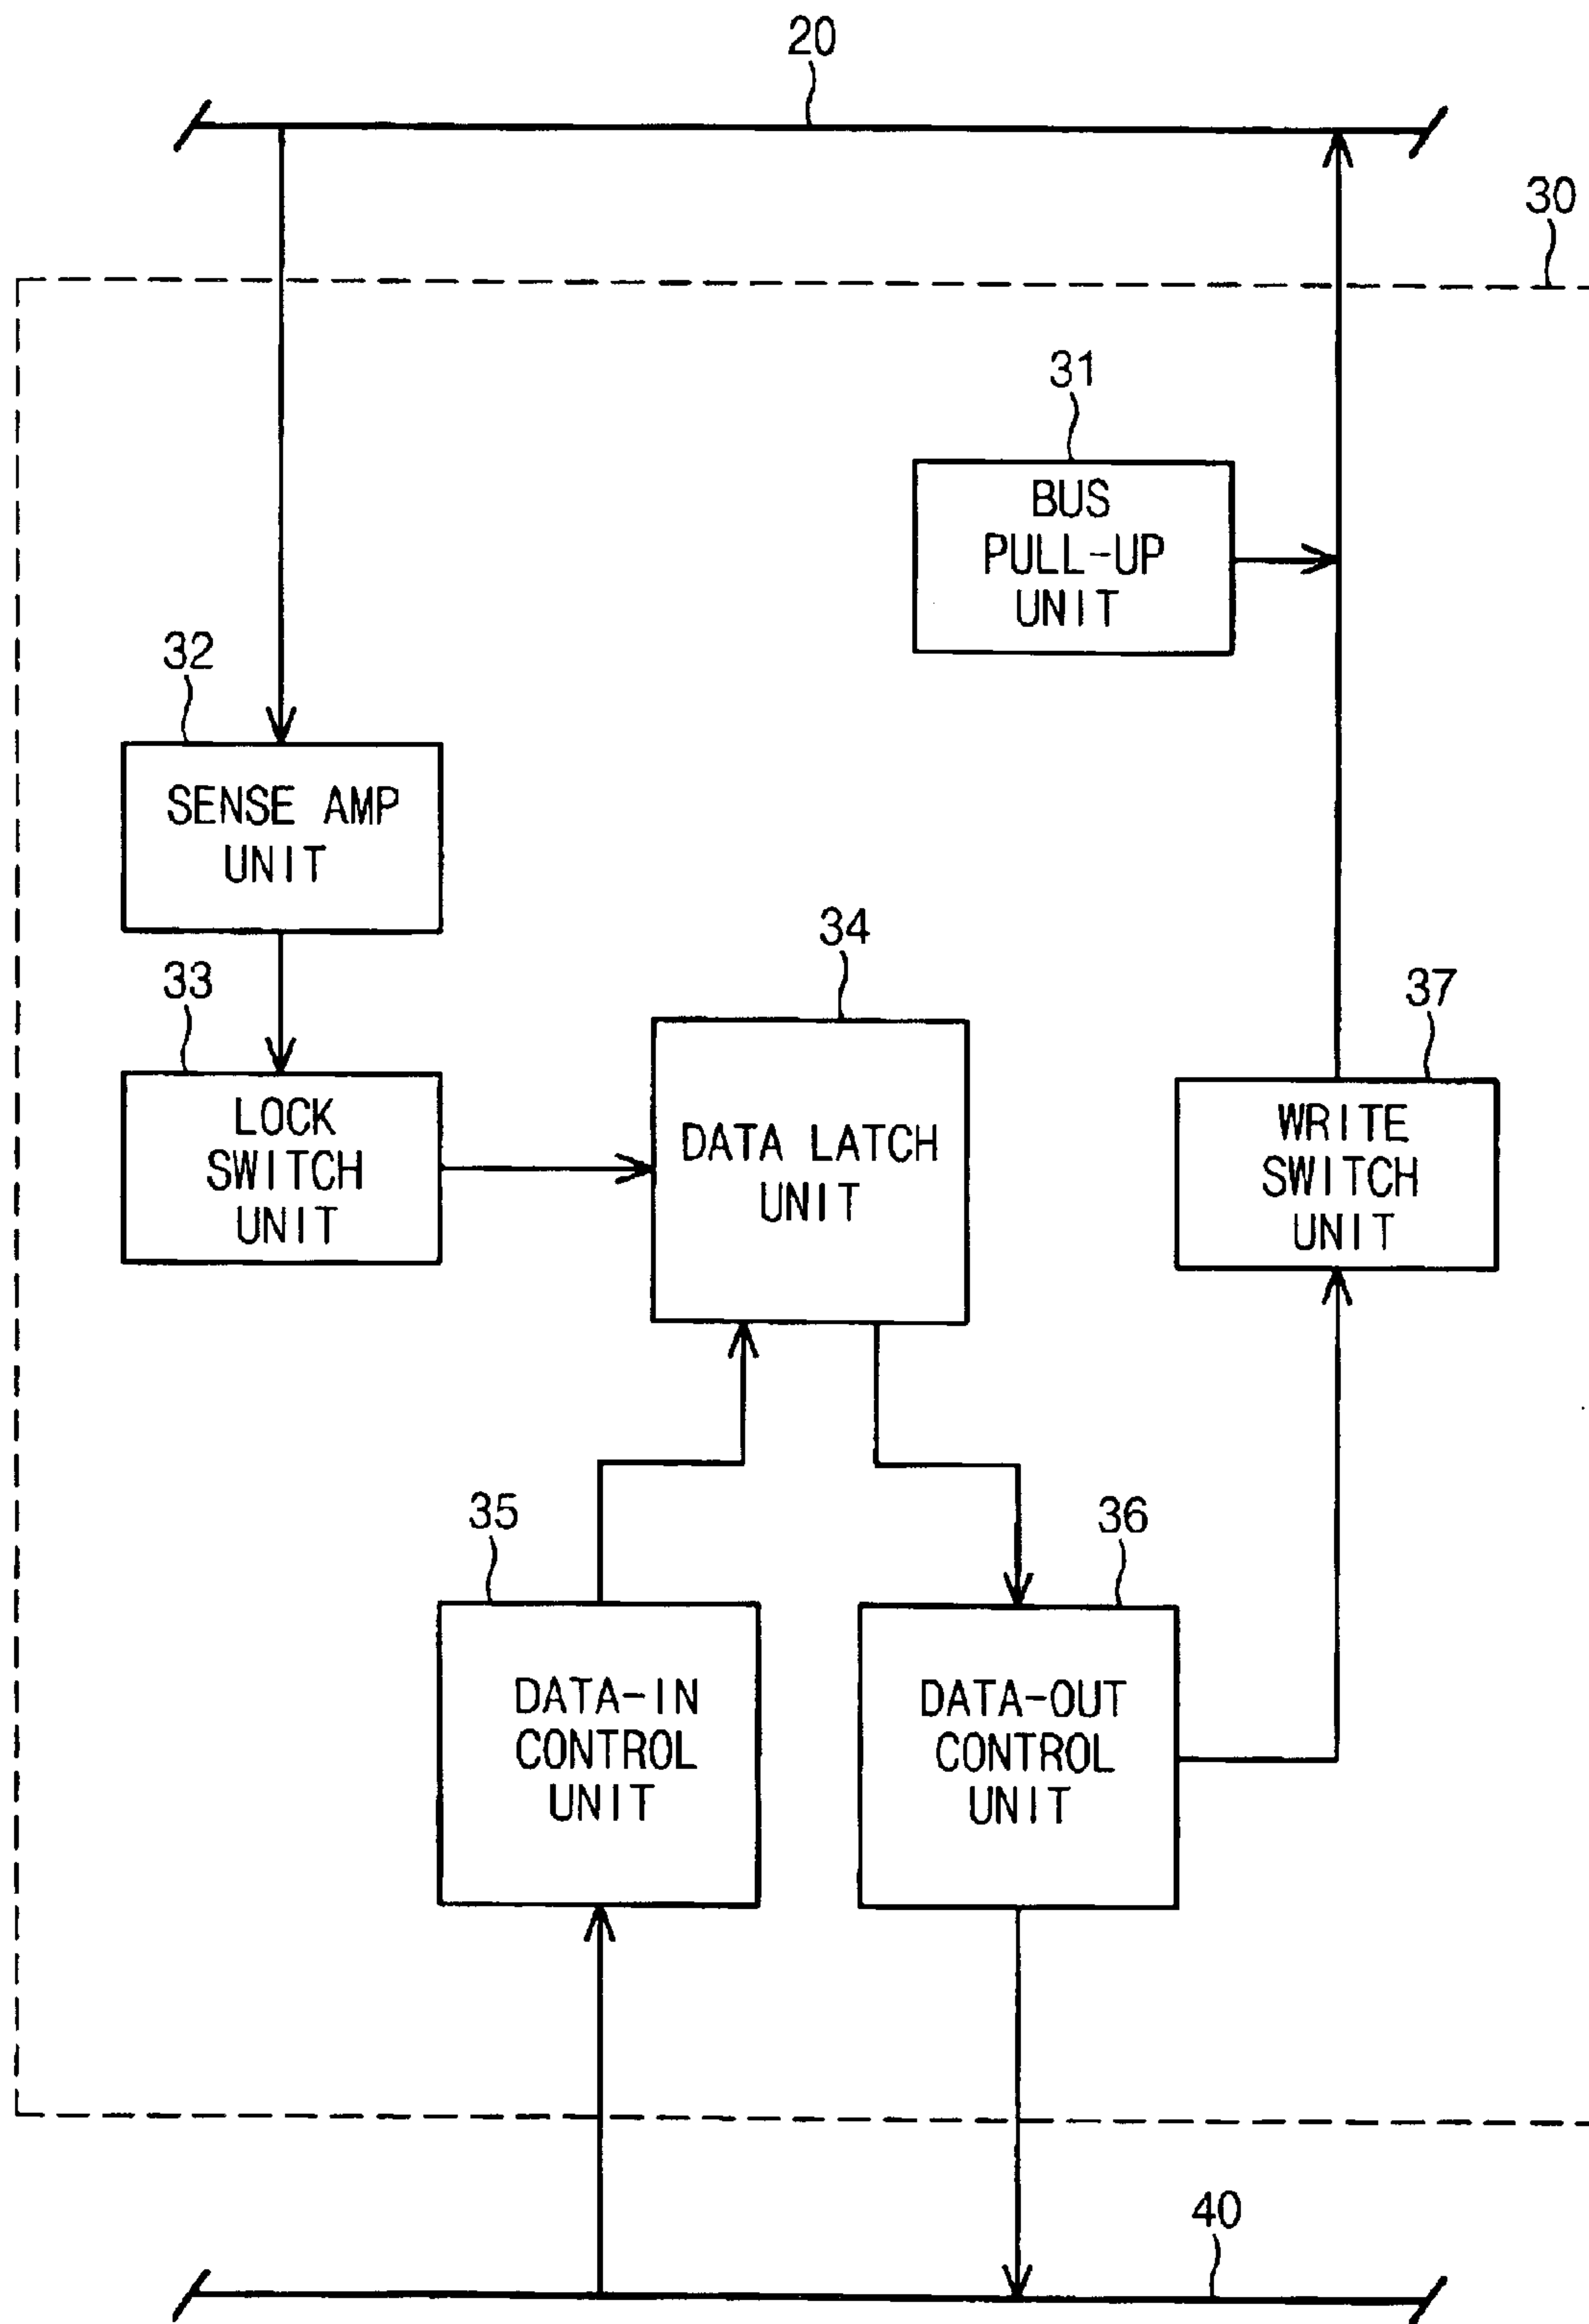 20
30
31
BUS
PULL-UP
UNIT
32
SENSE AMP
UNIT
34
33
37
LOCK
SWITCH
UNIT
DATA LATCH
UNIT
WRITE
SWITCH
UNIT
35
36
DATA-IN
CONTROL
UNIT
DATA-OUT
CONTROL
UNIT
40